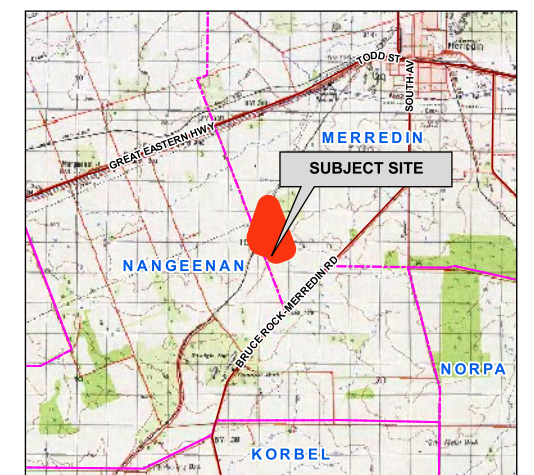 TODD ST
Merredin
SOUTH AV
GREAT EASTERN HWY
MERREDIN
SUBJECT SITE
NANGEENAN
BRUCE ROCK-MERREDIN RD
NORPA
KORBEL